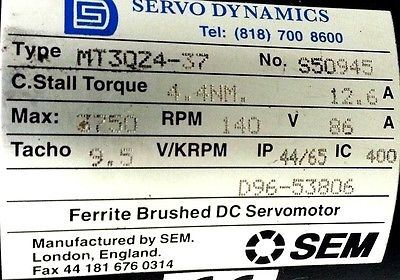 SERVO DYNAMICS
Tel: (818) 700 8600
Type MT3QZ4-37 No. S50945
C.Stall Torque 4.4NM. 12.6 A
Max: 3750 RPM 140 V 86 A
Tacho 9.5 V/KRPM IP 44/65 IC 400
D96-53806
Ferrite Brushed DC Servomotor
Manufactured by SEM.
London, England.
Fax 44 181 676 0314
SEM